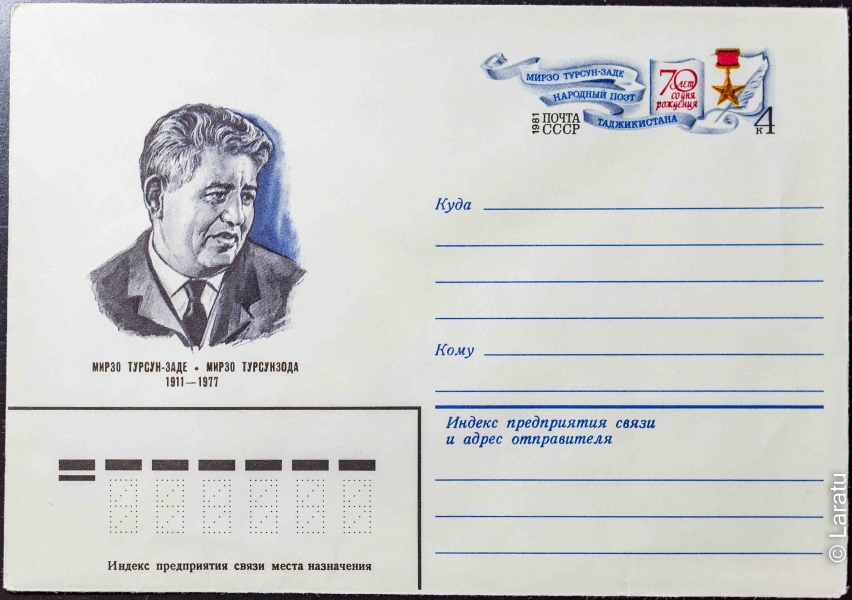 МИРЗО ТУРСУН-ЗАДЕ
НАРОДНЫЙ ПОЭТ
ТАДЖИКИСТАНА
70 ЛЕТ
СО ДНЯ
РОЖДЕНИЯ
1981 ПОЧТА
СССР
4
К
Куда
Кому
МИРЗО ТУРСУН-ЗАДЕ • МИРЗО ТУРСУНЗОДА
1911—1977
Индекс предприятия связи
и адрес отправителя
Индекс предприятия связи места назначения
© Laratu